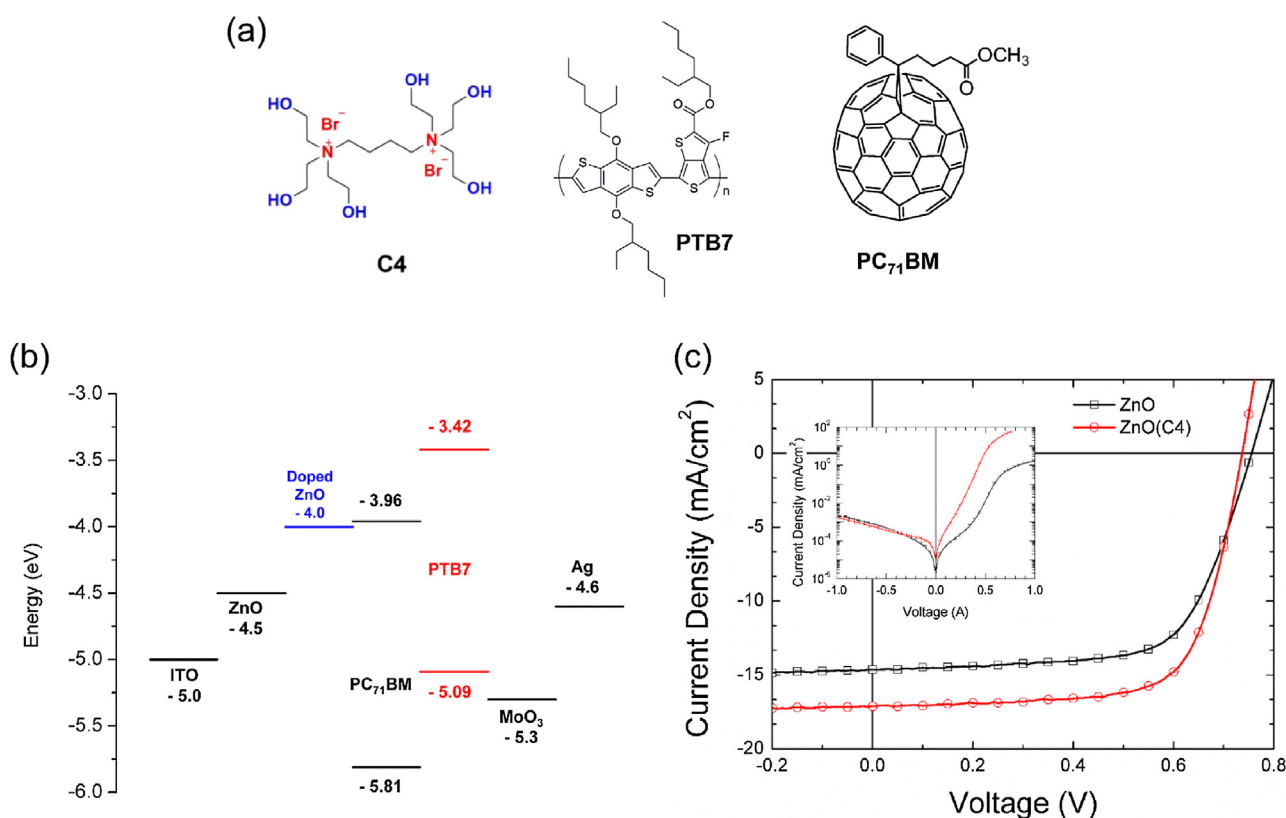 (a)
OH
OH
HO
Br⁻
N
+
N
+
Br⁻
HO
OH
OH
C4
O
O
F
S
S
S
S
O
n
PTB7
OCH₃
O
PC₇₁BM
(b)
Energy (eV)
-3.0
-3.5
-4.0
-4.5
-5.0
-5.5
-6.0
ITO
- 5.0
ZnO
- 4.5
Doped
ZnO
- 4.0
- 3.96
PC₇₁BM
- 5.81
- 3.42
PTB7
- 5.09
MoO₃
- 5.3
Ag
- 4.6
(c)
Current Density (mA/cm²)
5
0
-5
-10
-15
-20
-0.2
0.0
0.2
0.4
0.6
0.8
Voltage (V)
ZnO
ZnO(C4)
Current Density (mA/cm²)
10²
10⁰
10⁻²
10⁻⁴
10⁻⁶
-1.0
-0.5
0.0
0.5
1.0
Voltage (A)